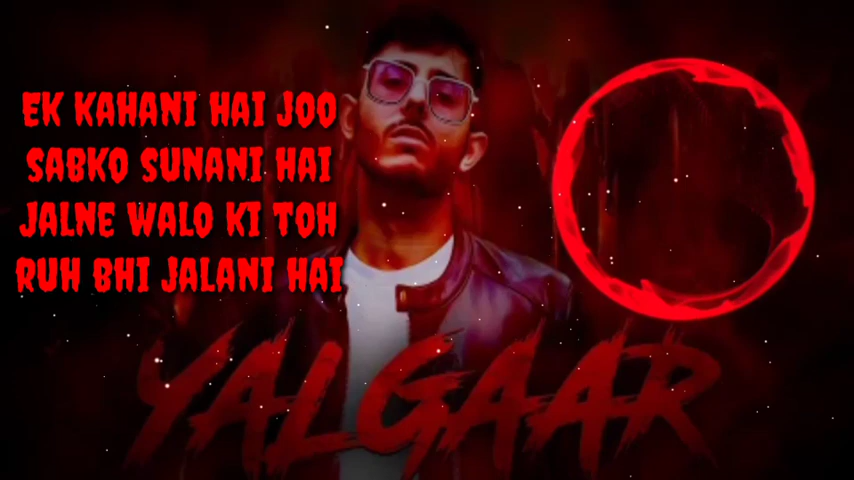 EK KAHANI HAI JOO
SABKO SUNANI HAI
JALNE WALO KI TOH
RUH BHI JALANI HAI
YALGAAR